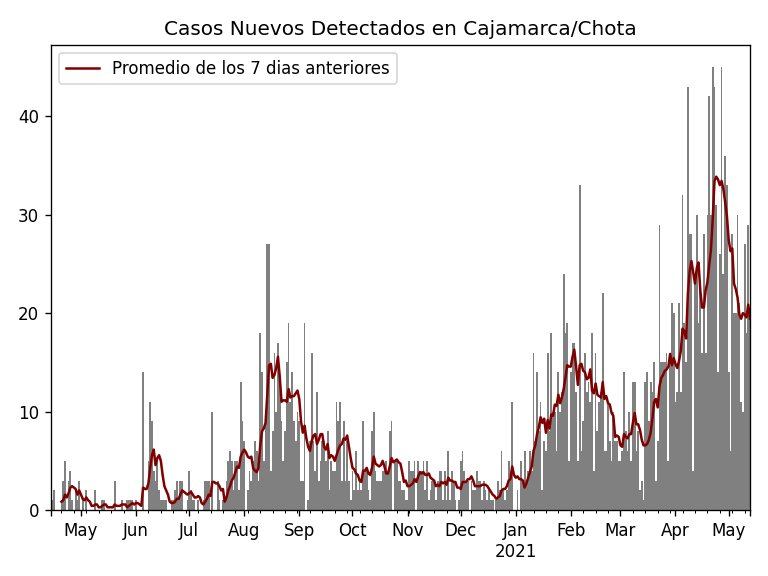 Casos Nuevos Detectados en Cajamarca/Chota
Promedio de los 7 dias anteriores
40
30
20
10
0
May Jun Jul Aug Sep Oct Nov Dec Jan Feb Mar Apr May
2021